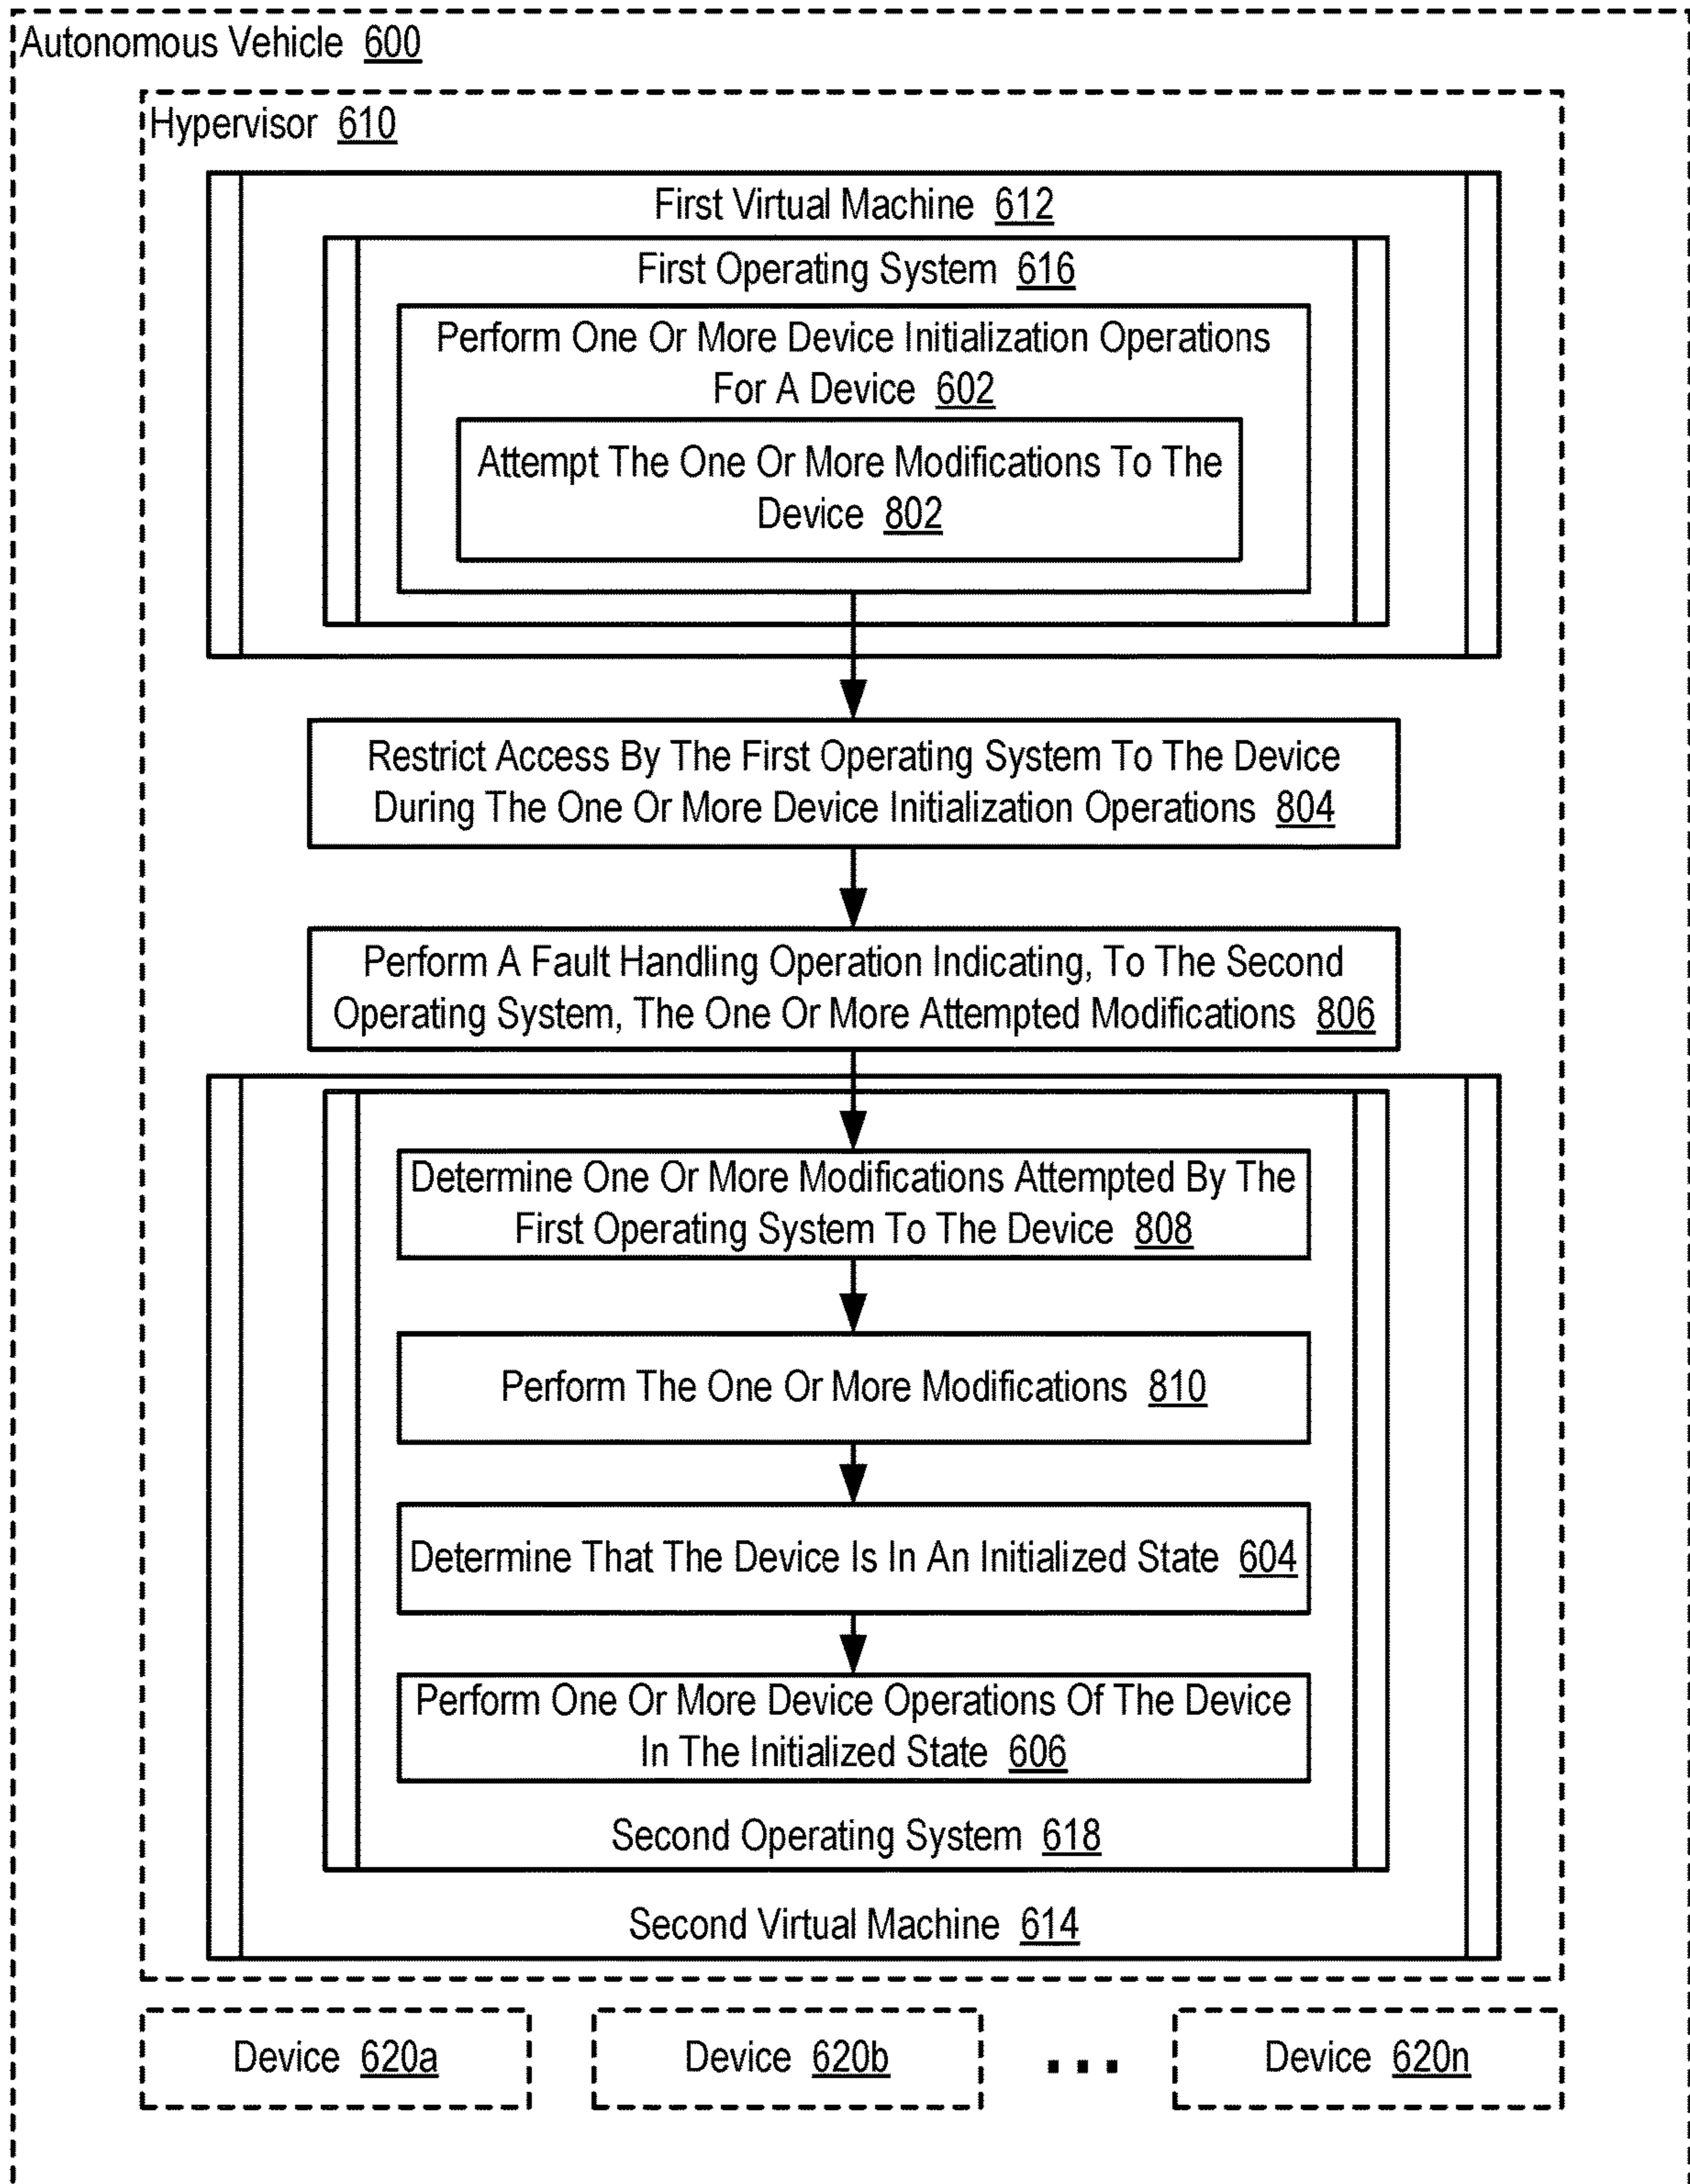 Autonomous Vehicle 600
Hypervisor 610
First Virtual Machine 612
First Operating System 616
Perform One Or More Device Initialization Operations
For A Device 602
Attempt The One Or More Modifications To The
Device 802
Restrict Access By The First Operating System To The Device
During The One Or More Device Initialization Operations 804
Perform A Fault Handling Operation Indicating, To The Second
Operating System, The One Or More Attempted Modifications 806
Determine One Or More Modifications Attempted By The
First Operating System To The Device 808
Perform The One Or More Modifications 810
Determine That The Device Is In An Initialized State 604
Perform One Or More Device Operations Of The Device
In The Initialized State 606
Second Operating System 618
Second Virtual Machine 614
Device 620a
Device 620b
...
Device 620n